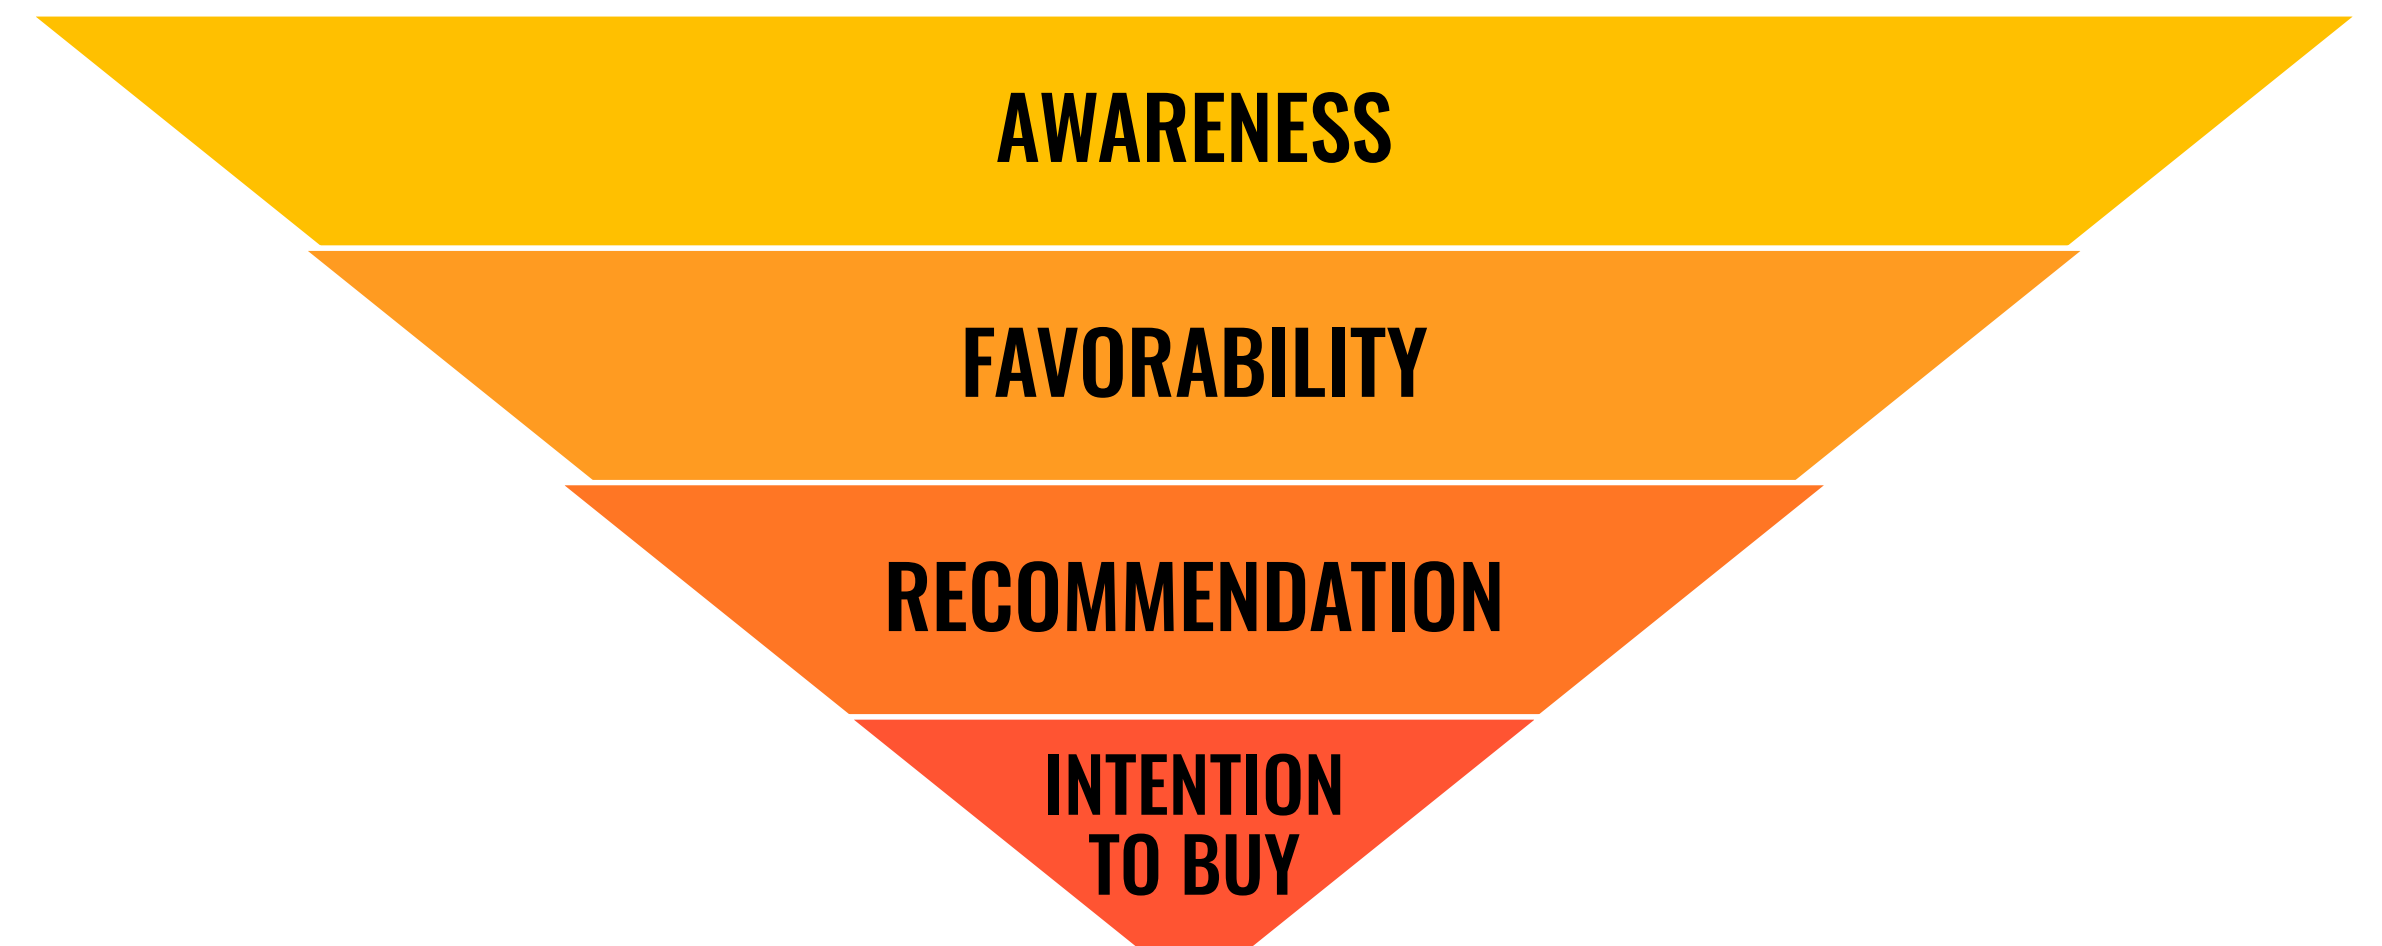 AWARENESS
FAVORABILITY
RECOMMENDATION
INTENTION
TO BUY